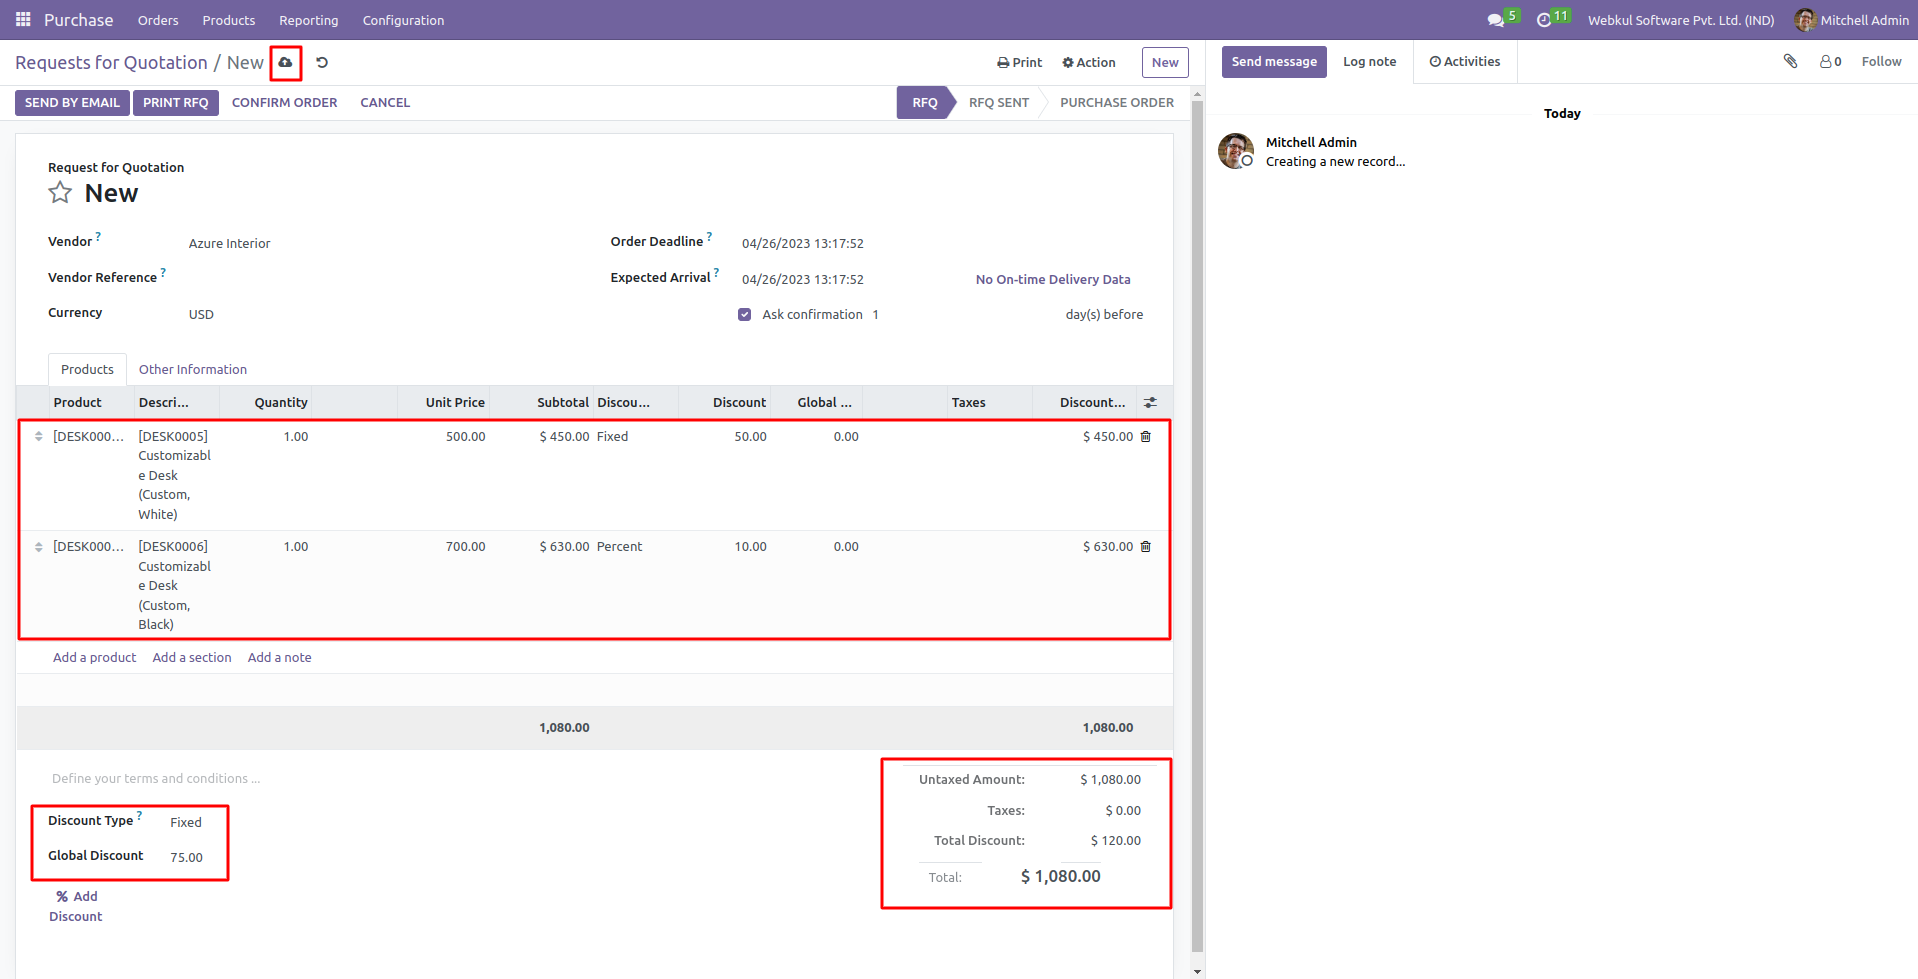 Purchase Orders Products Reporting Configuration 5 11 Webkul Software Pvt. Ltd. (IND) Mitchell Admin
Requests for Quotation / New Print Action New
Send message Log note Activities 0 Follow
SEND BY EMAIL PRINT RFQ CONFIRM ORDER CANCEL RFQ RFQ SENT PURCHASE ORDER
Today
Mitchell Admin
Creating a new record...
Request for Quotation
New
Vendor ? Azure Interior Order Deadline ? 04/26/2023 13:17:52
Vendor Reference ? Expected Arrival ? 04/26/2023 13:17:52 No On-time Delivery Data
Currency USD Ask confirmation 1 day(s) before
Products Other Information
Product Descri... Quantity Unit Price Subtotal Discou... Discount Global ... Taxes Discount...
[DESK000... [DESK0005] 1.00 500.00 $ 450.00 Fixed 50.00 0.00 $ 450.00
Customizabl
e Desk
(Custom,
White)
[DESK000... [DESK0006] 1.00 700.00 $ 630.00 Percent 10.00 0.00 $ 630.00
Customizabl
e Desk
(Custom,
Black)
Add a product Add a section Add a note
1,080.00 1,080.00
Define your terms and conditions ...
Untaxed Amount: $ 1,080.00
Taxes: $ 0.00
Total Discount: $ 120.00
Total: $ 1,080.00
Discount Type ? Fixed
Global Discount 75.00
% Add
Discount